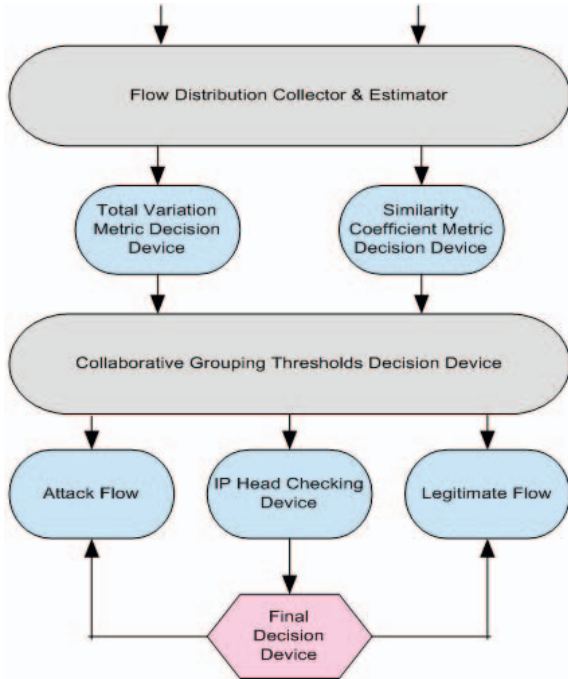 Flow Distribution Collector & Estimator
Total Variation
Metric Decision
Device
Similarity
Coefficient Metric
Decision Device
Collaborative Grouping Thresholds Decision Device
Attack Flow
IP Head Checking
Device
Legitimate Flow
Final
Decision
Device